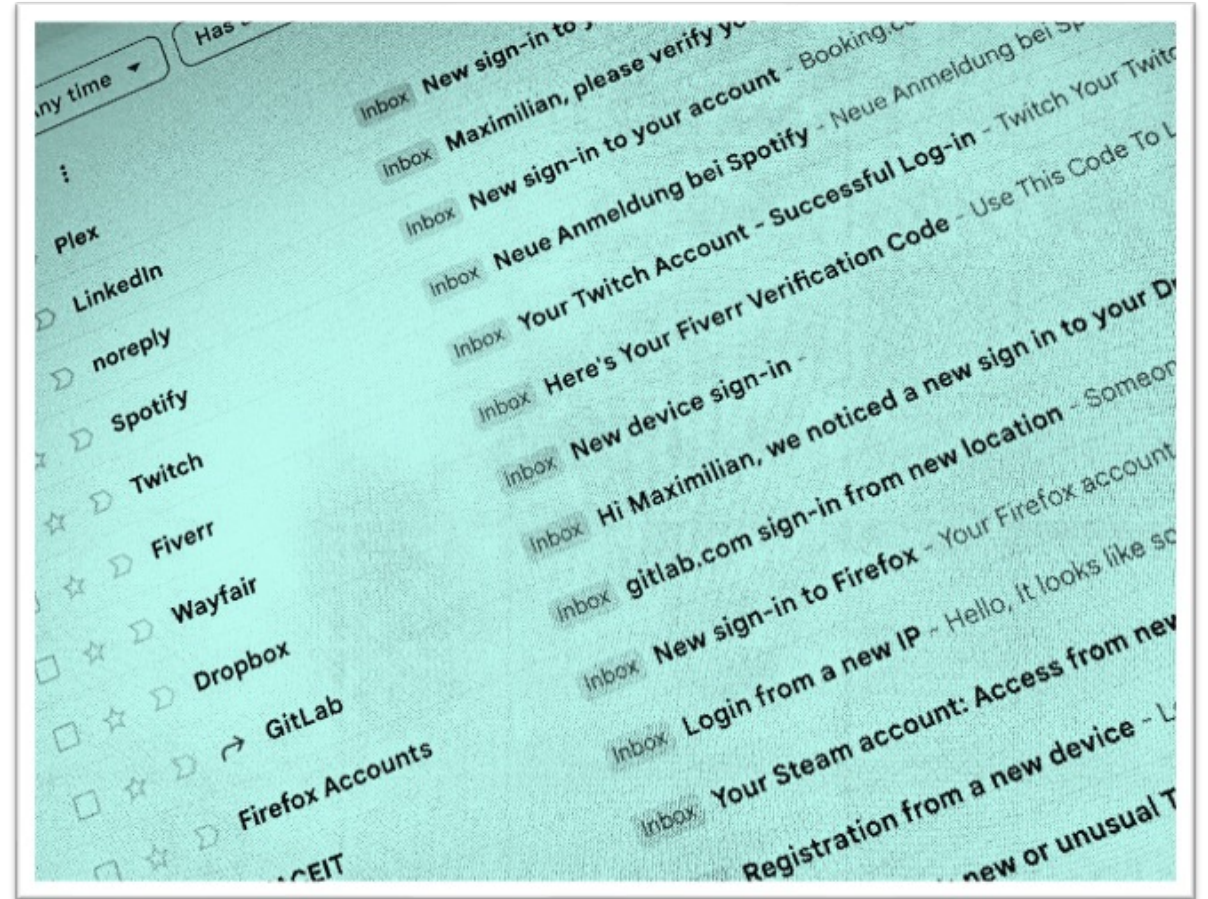 Any time Has
Plex Inbox New sign-in to
LinkedIn Inbox Maximilian, please verify
noreply Inbox New sign-in to your account - Booking.c
Spotify Inbox Neue Anmeldung bei Spotify - Neue Anmeldung bei Sp
Twitch Inbox Your Twitch Account - Successful Log-in - Twitch Your Twitc
Fiverr Inbox Here's Your Fiverr Verification Code - Use This Code To L
Wayfair Inbox New device sign-in -
Dropbox Inbox Hi Maximilian, we noticed a new sign in to your Dr
GitLab Inbox gitlab.com sign-in from new location - Someon
Firefox Accounts Inbox New sign-in to Firefox - Your Firefox account
ACEIT Inbox Login from a new IP - Hello, It looks like so
Inbox Your Steam account: Access from new
Registration from a new device - L
new or unusual T